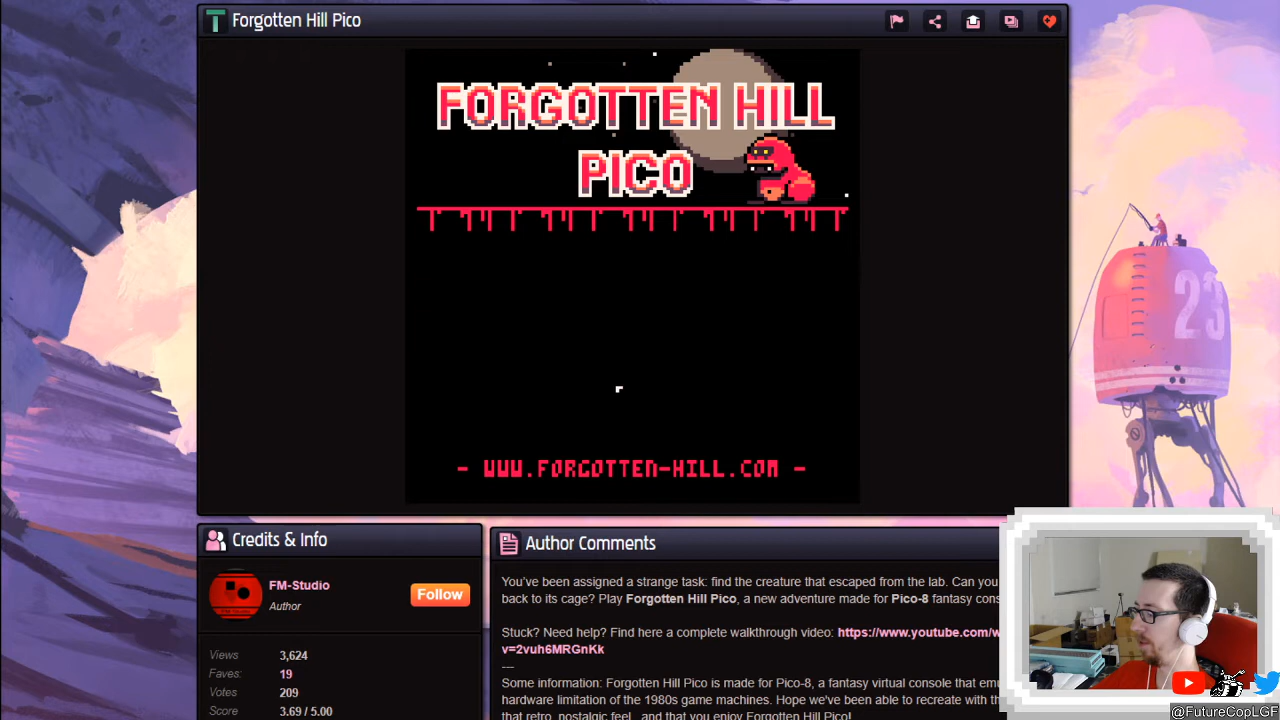 Forgotten Hill Pico
FORGOTTEN HILL
PICO
- WWW.FORGOTTEN-HILL.COM -
23
Credits & Info
FM-Studio
Author
Follow
Views 3,624
Faves: 19
Votes 209
Score 3.69 / 5.00
Author Comments
You've been assigned a strange task: find the creature that escaped from the lab. Can you
back to its cage? Play Forgotten Hill Pico, a new adventure made for Pico-8 fantasy
Stuck? Need help? Find here a complete walkthrough video: https://www.youtube.com/
v=2vuh6MRGnKk
---
Some information: Forgotten Hill Pico is made for Pico-8, a fantasy virtual console that
hardware limitation of the 1980s game machines. Hope we've been able to recreate with
that retro, nostalgic feel.. and that you enjoy Forgotten Hill Pico!
@FutureCopLGF